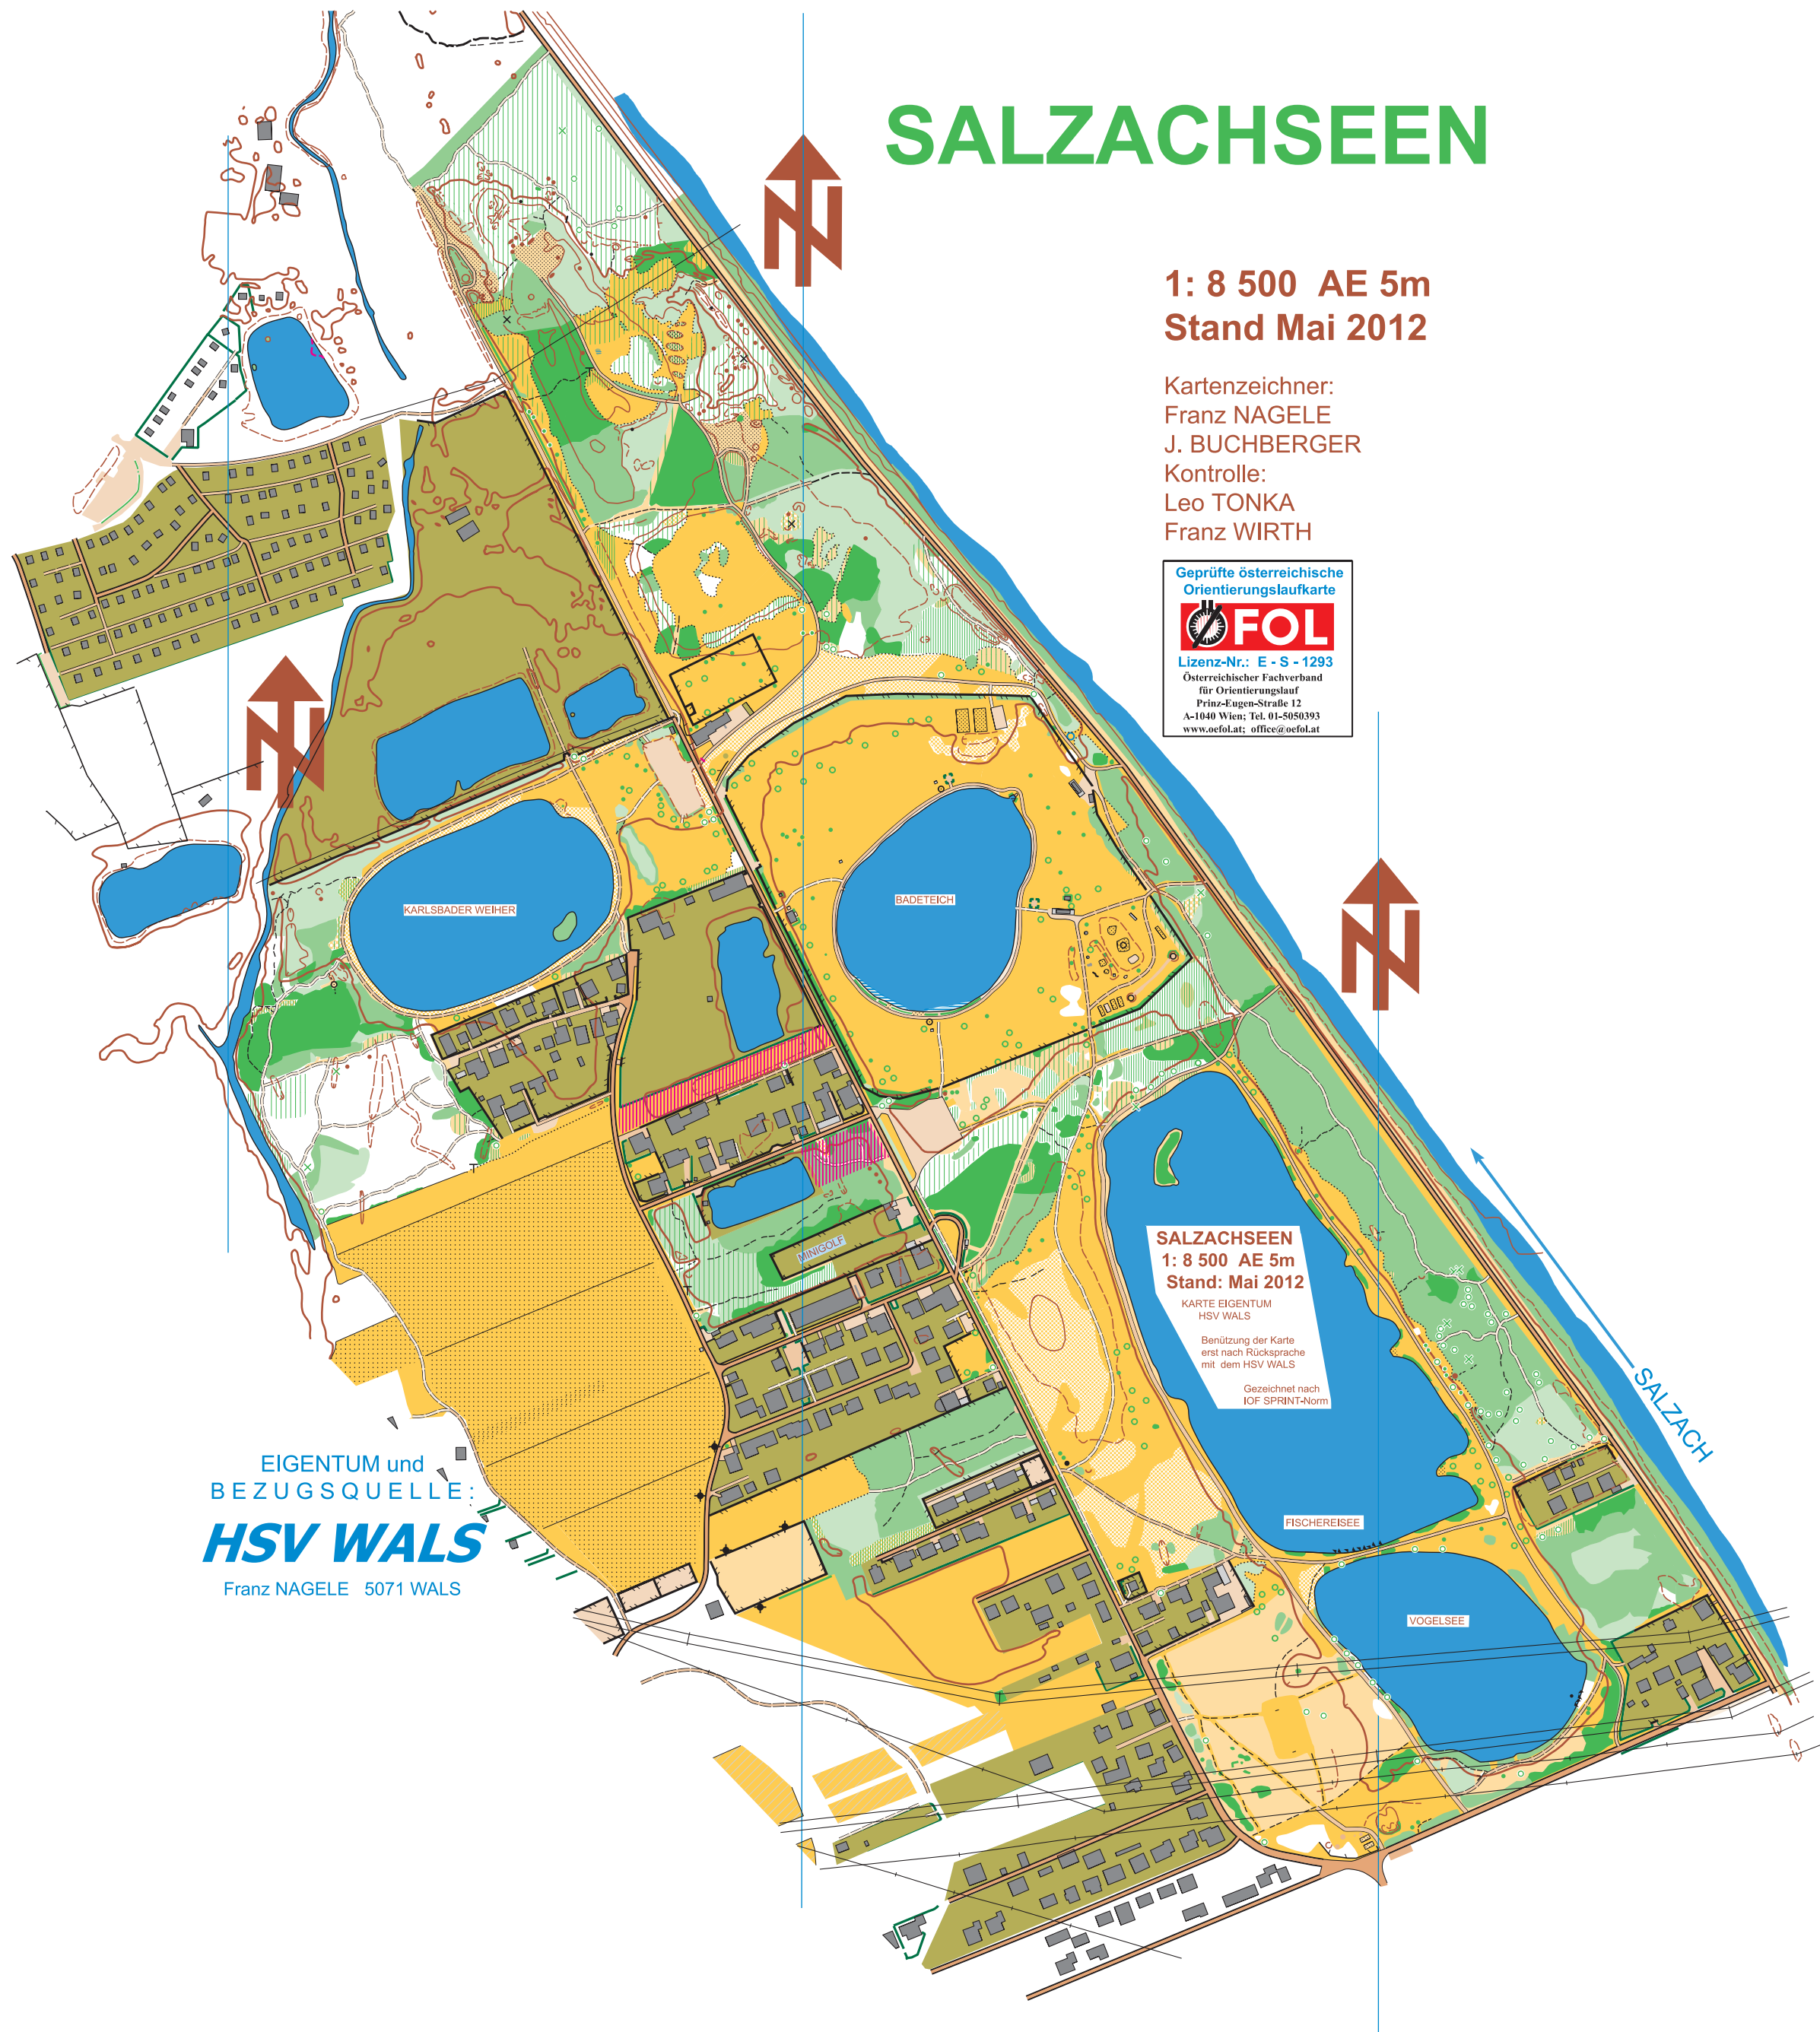 SALZACHSEEN
1: 8 500 AE 5m
Stand Mai 2012
Kartenzeichner:
Franz NAGELE
J. BUCHBERGER
Kontrolle:
Leo TONKA
Franz WIRTH
Geprüfte österreichische
Orientierungslaufkarte
ÖFOL
Lizenz-Nr.: E - S - 1293
Österreichischer Fachverband
für Orientierungslauf
Prinz-Eugen-Straße 12
A-1040 Wien; Tel. 01-5050393
www.oefol.at; office@oefol.at
KARLSBADER WEIHER
BADETEICH
MINIGOLF
SALZACHSEEN
1: 8 500 AE 5m
Stand: Mai 2012
KARTE EIGENTUM
HSV WALS
Benützung der Karte
erst nach Rücksprache
mit dem HSV WALS
Gezeichnet nach
IOF SPRINT-Norm
SALZACH
FISCHEREISEE
VOGELSEE
EIGENTUM und
BEZUGSQUELLE:
HSV WALS
Franz NAGELE 5071 WALS